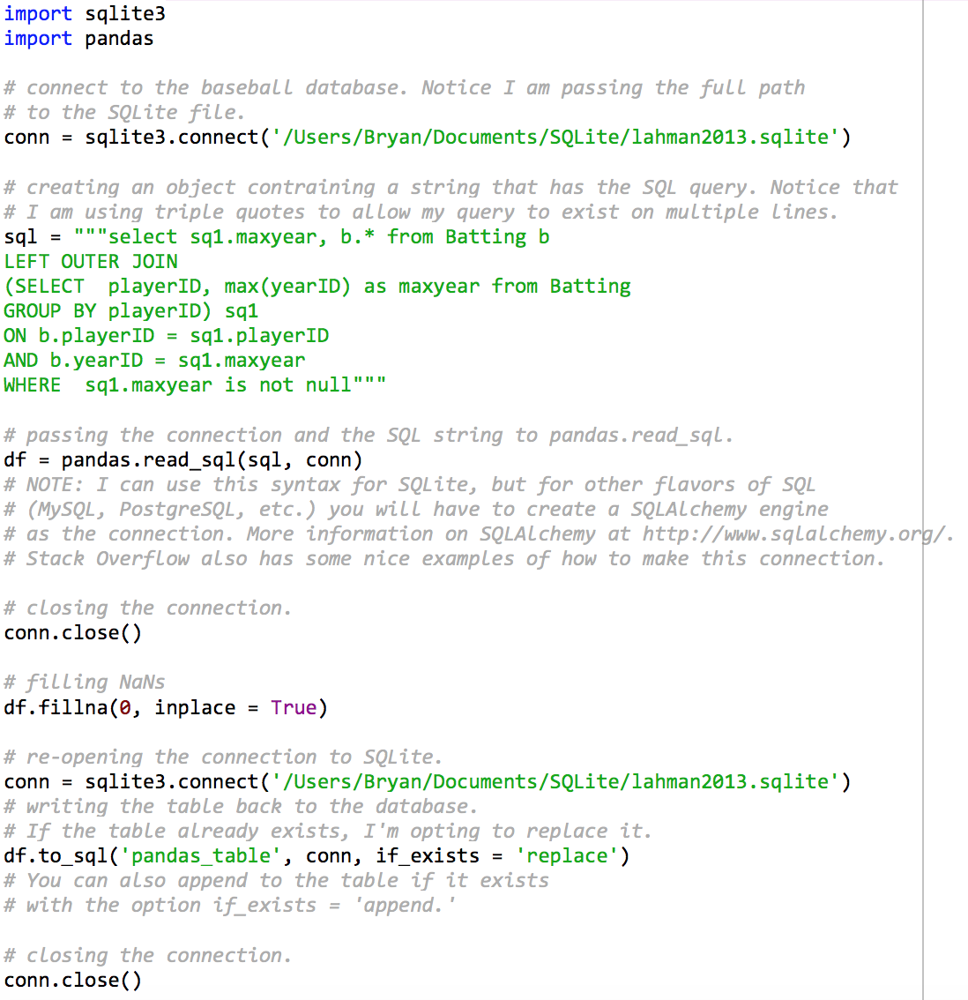 import sqlite3
import pandas
# connect to the baseball database. Notice I am passing the full path
# to the SQLite file.
conn = sqlite3.connect('/Users/Bryan/Documents/SQLite/lahman2013.sqlite')
# creating an object contraining a string that has the SQL query. Notice that
# I am using triple quotes to allow my query to exist on multiple lines.
sql = """select sq1.maxyear, b.* from Batting b
LEFT OUTER JOIN
(SELECT  playerID, max(yearID) as maxyear from Batting
GROUP BY playerID) sq1
ON b.playerID = sq1.playerID
AND b.yearID = sq1.maxyear
WHERE  sq1.maxyear is not null"""
# passing the connection and the SQL string to pandas.read_sql.
df = pandas.read_sql(sql, conn)
# NOTE: I can use this syntax for SQLite, but for other flavors of SQL
# (MySQL, PostgreSQL, etc.) you will have to create a SQLAlchemy engine
# as the connection. More information on SQLAlchemy at http://www.sqlalchemy.org/.
# Stack Overflow also has some nice examples of how to make this connection.
# closing the connection.
conn.close()
# filling NaNs
df.fillna(0, inplace = True)
# re-opening the connection to SQLite.
conn = sqlite3.connect('/Users/Bryan/Documents/SQLite/lahman2013.sqlite')
# writing the table back to the database.
# If the table already exists, I'm opting to replace it.
df.to_sql('pandas_table', conn, if_exists = 'replace')
# You can also append to the table if it exists
# with the option if_exists = 'append.'
# closing the connection.
conn.close()